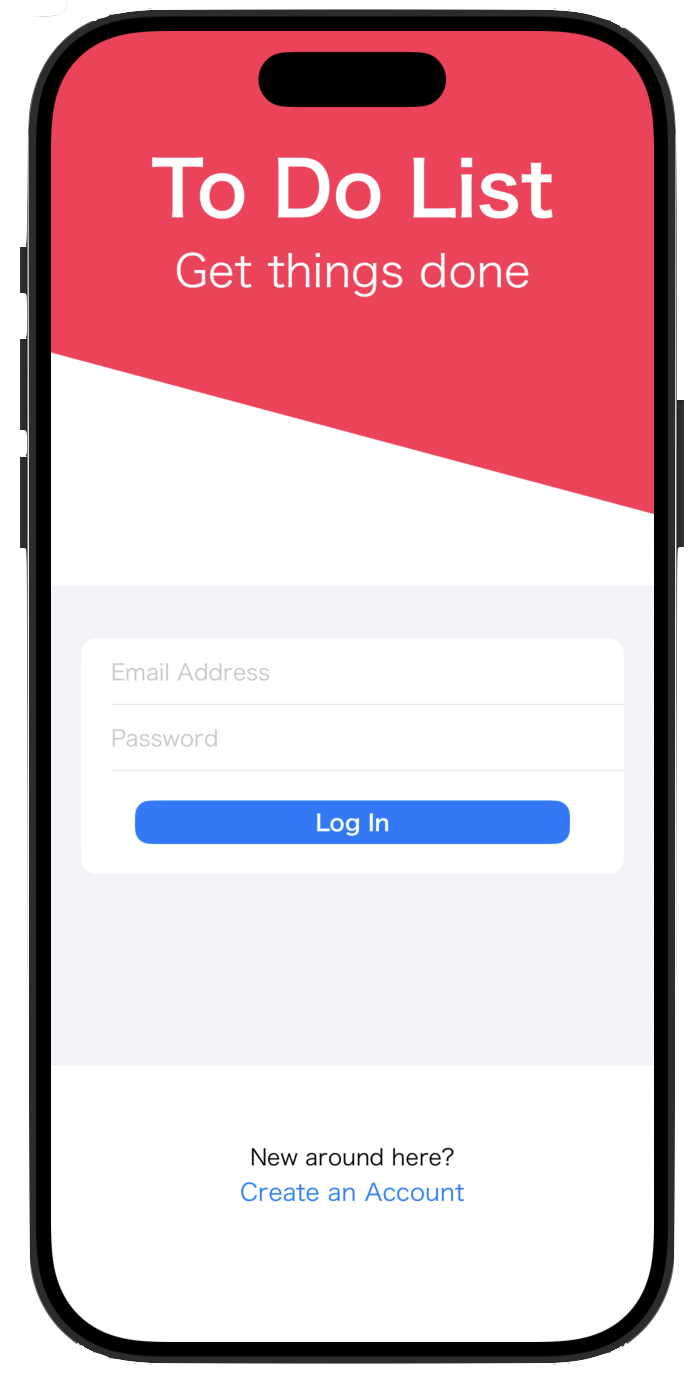 To Do List
Get things done
Email Address
Password
Log In
New around here?
Create an Account